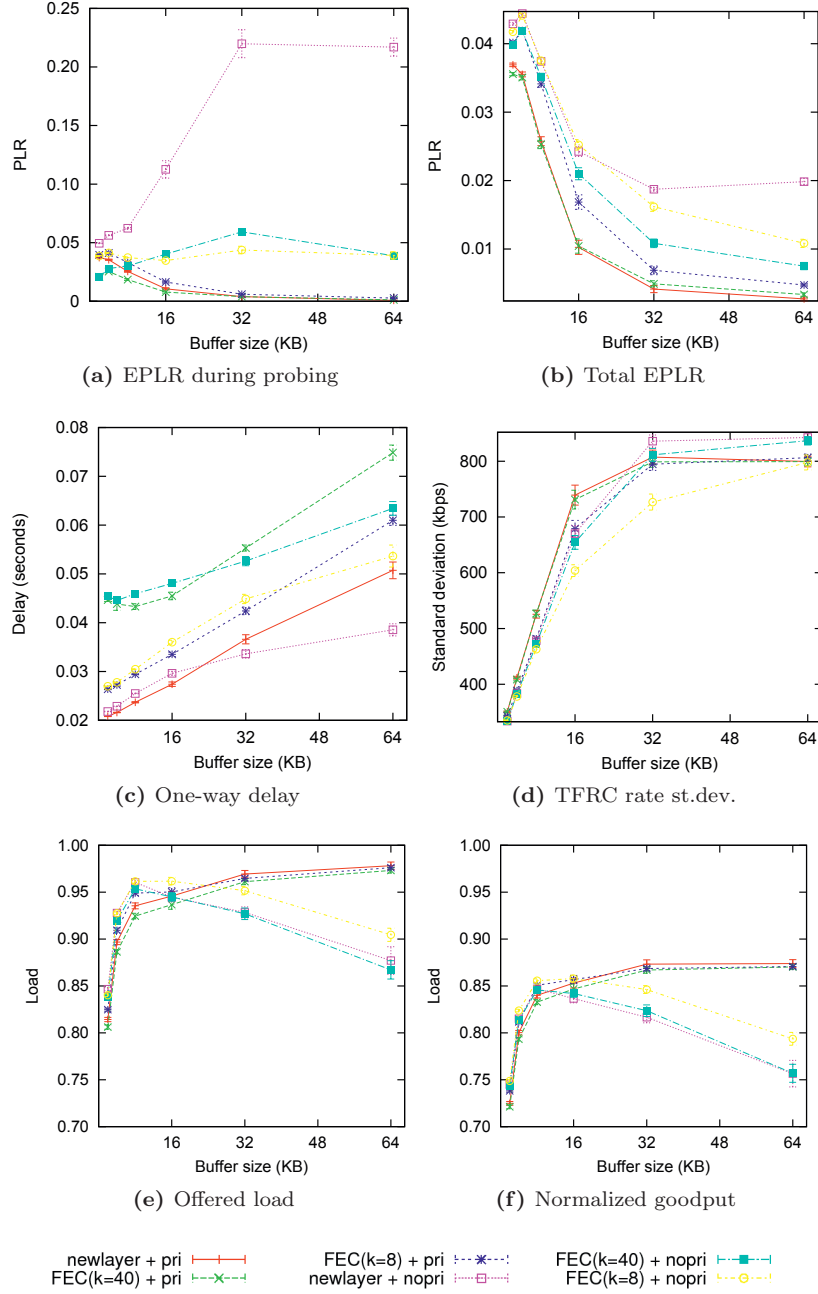 0.25
0.20
0.15
0.10
0.05
0
PLR
16
32
48
64
Buffer size (KB)
(a) EPLR during probing
0.04
0.03
0.02
0.01
PLR
16
32
48
64
Buffer size (KB)
(b) Total EPLR
0.08
0.07
0.06
0.05
0.04
0.03
0.02
Delay (seconds)
16
32
48
64
Buffer size (KB)
(c) One-way delay
800
700
600
500
400
Standard deviation (kbps)
16
32
48
64
Buffer size (KB)
(d) TFRC rate st.dev.
1.00
0.95
0.90
0.85
0.80
0.75
0.70
Load
16
32
48
64
Buffer size (KB)
(e) Offered load
1.00
0.95
0.90
0.85
0.80
0.75
0.70
Load
16
32
48
64
Buffer size (KB)
(f) Normalized goodput
newlayer + pri
FEC(k=40) + pri
FEC(k=8) + pri
newlayer + nopri
FEC(k=40) + nopri
FEC(k=8) + nopri